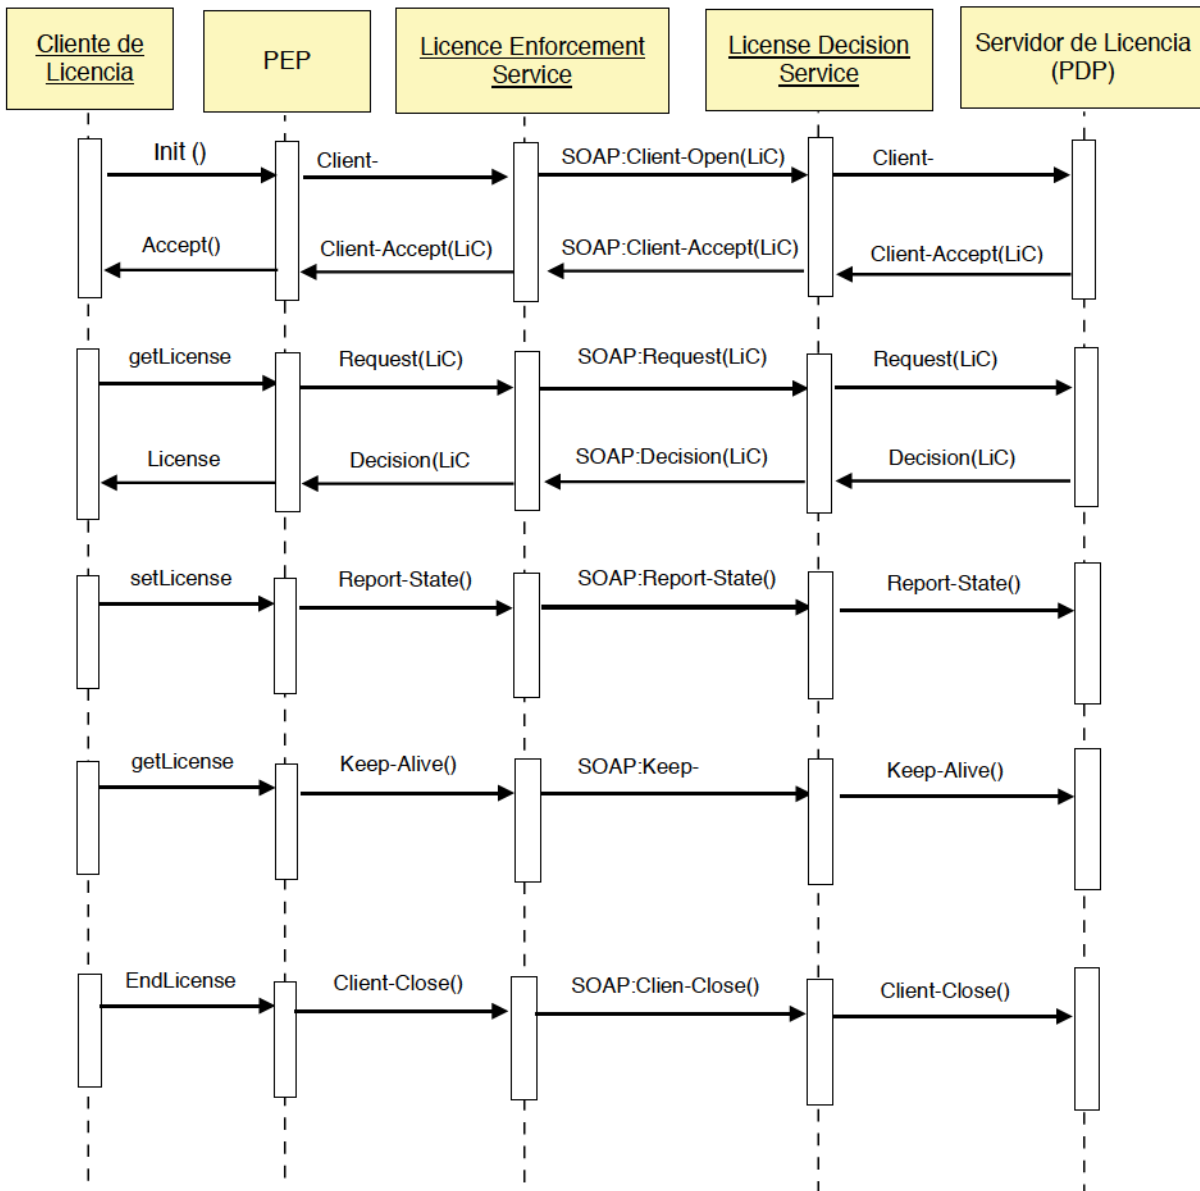 Cliente de
Licencia
PEP
Licence Enforcement
Service
License Decision
Service
Servidor de Licencia
(PDP)
Init ()
Client-
SOAP:Client-Open(LiC)
Client-
Accept()
Client-Accept(LiC)
SOAP:Client-Accept(LiC)
Client-Accept(LiC)
getLicense
Request(LiC)
SOAP:Request(LiC)
Request(LiC)
License
Decision(LiC
SOAP:Decision(LiC)
Decision(LiC)
setLicense
Report-State()
SOAP:Report-State()
Report-State()
getLicense
Keep-Alive()
SOAP:Keep-
Keep-Alive()
EndLicense
Client-Close()
SOAP:Clien-Close()
Client-Close()